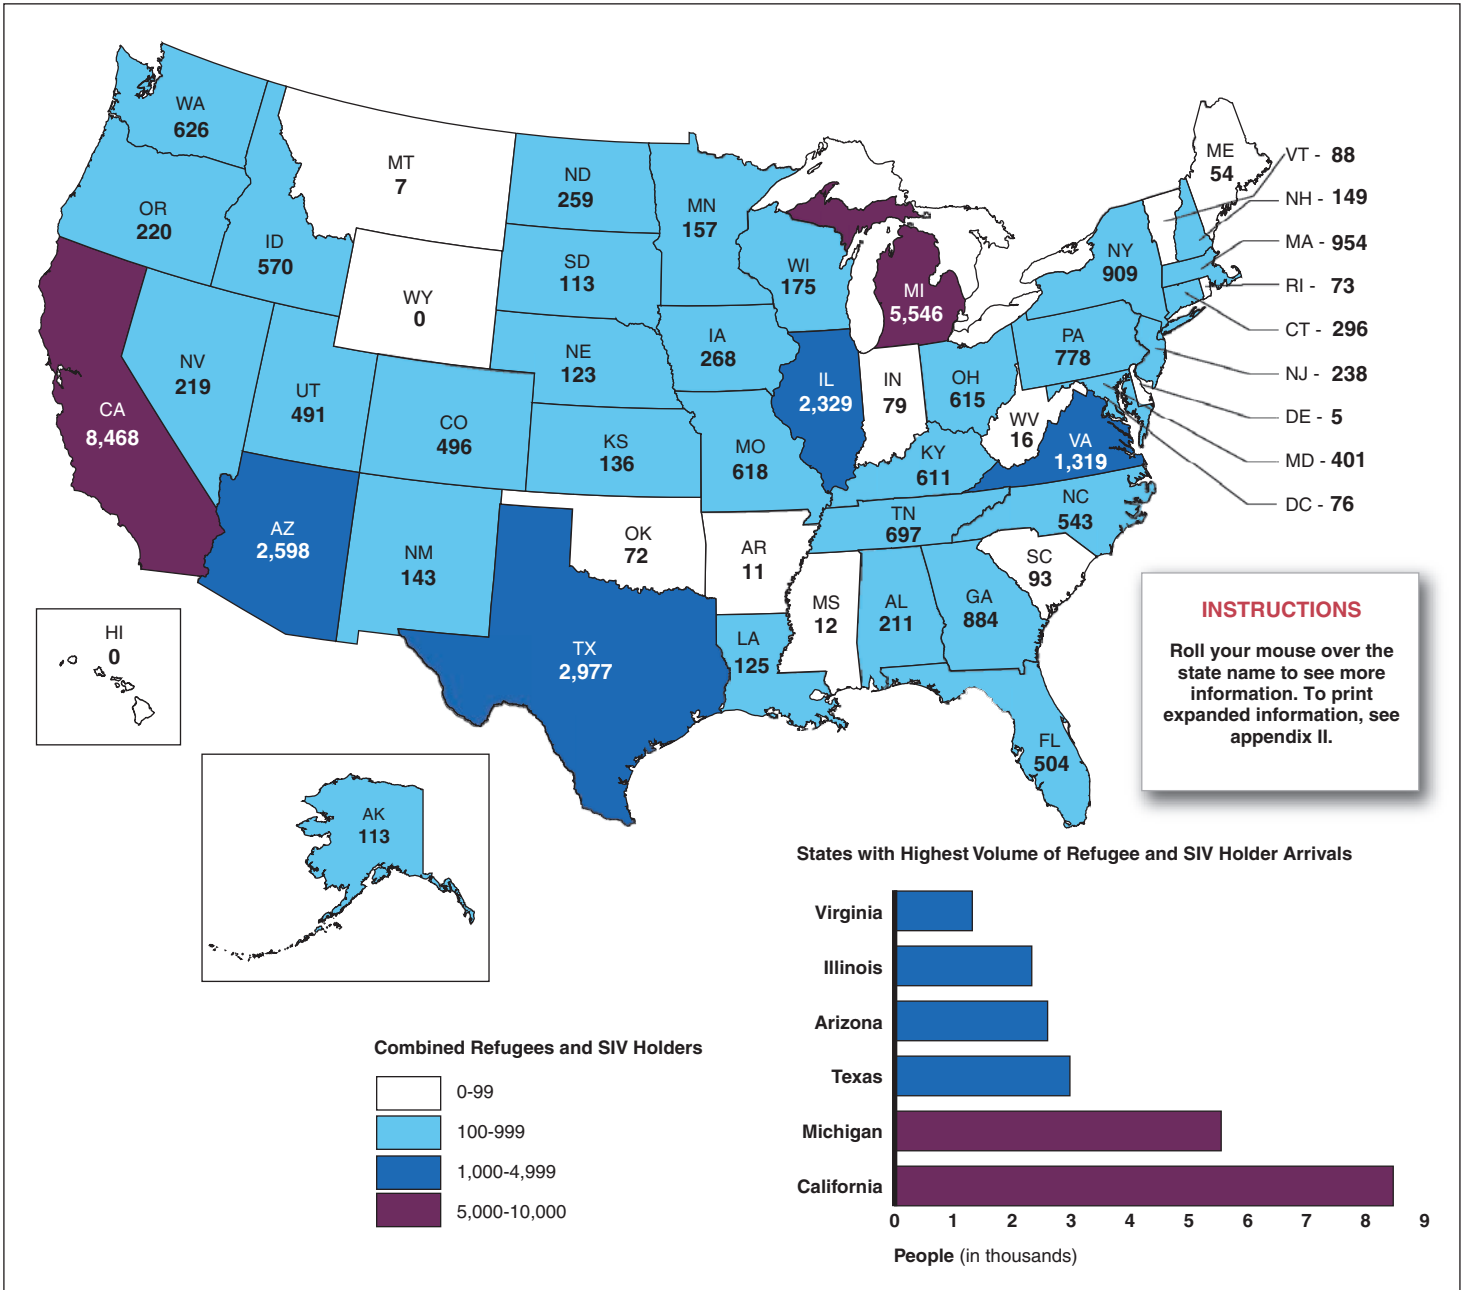 WA
626
OR
220
ID
570
MT
7
WY
0
ND
259
SD
113
NE
123
KS
136
MN
157
IA
268
MO
618
WI
175
MI
5,546
IL
2,329
IN
79
OH
615
KY
611
TN
697
WV
16
VA
1,319
NC
543
SC
93
GA
884
AL
211
MS
12
LA
125
AR
11
OK
72
TX
2,977
NM
143
AZ
2,598
CO
496
UT
491
NV
219
CA
8,468
PA
778
NY
909
ME
54
FL
504
VT - 88
NH - 149
MA - 954
RI - 73
CT - 296
NJ - 238
DE - 5
MD - 401
DC - 76
HI
0
AK
113
INSTRUCTIONS
Roll your mouse over the
state name to see more
information. To print
expanded information, see
appendix II.
Combined Refugees and SIV Holders
0-99
100-999
1,000-4,999
5,000-10,000
States with Highest Volume of Refugee and SIV Holder Arrivals
Virginia
Illinois
Arizona
Texas
Michigan
California
0 1 2 3 4 5 6 7 8 9
People (in thousands)